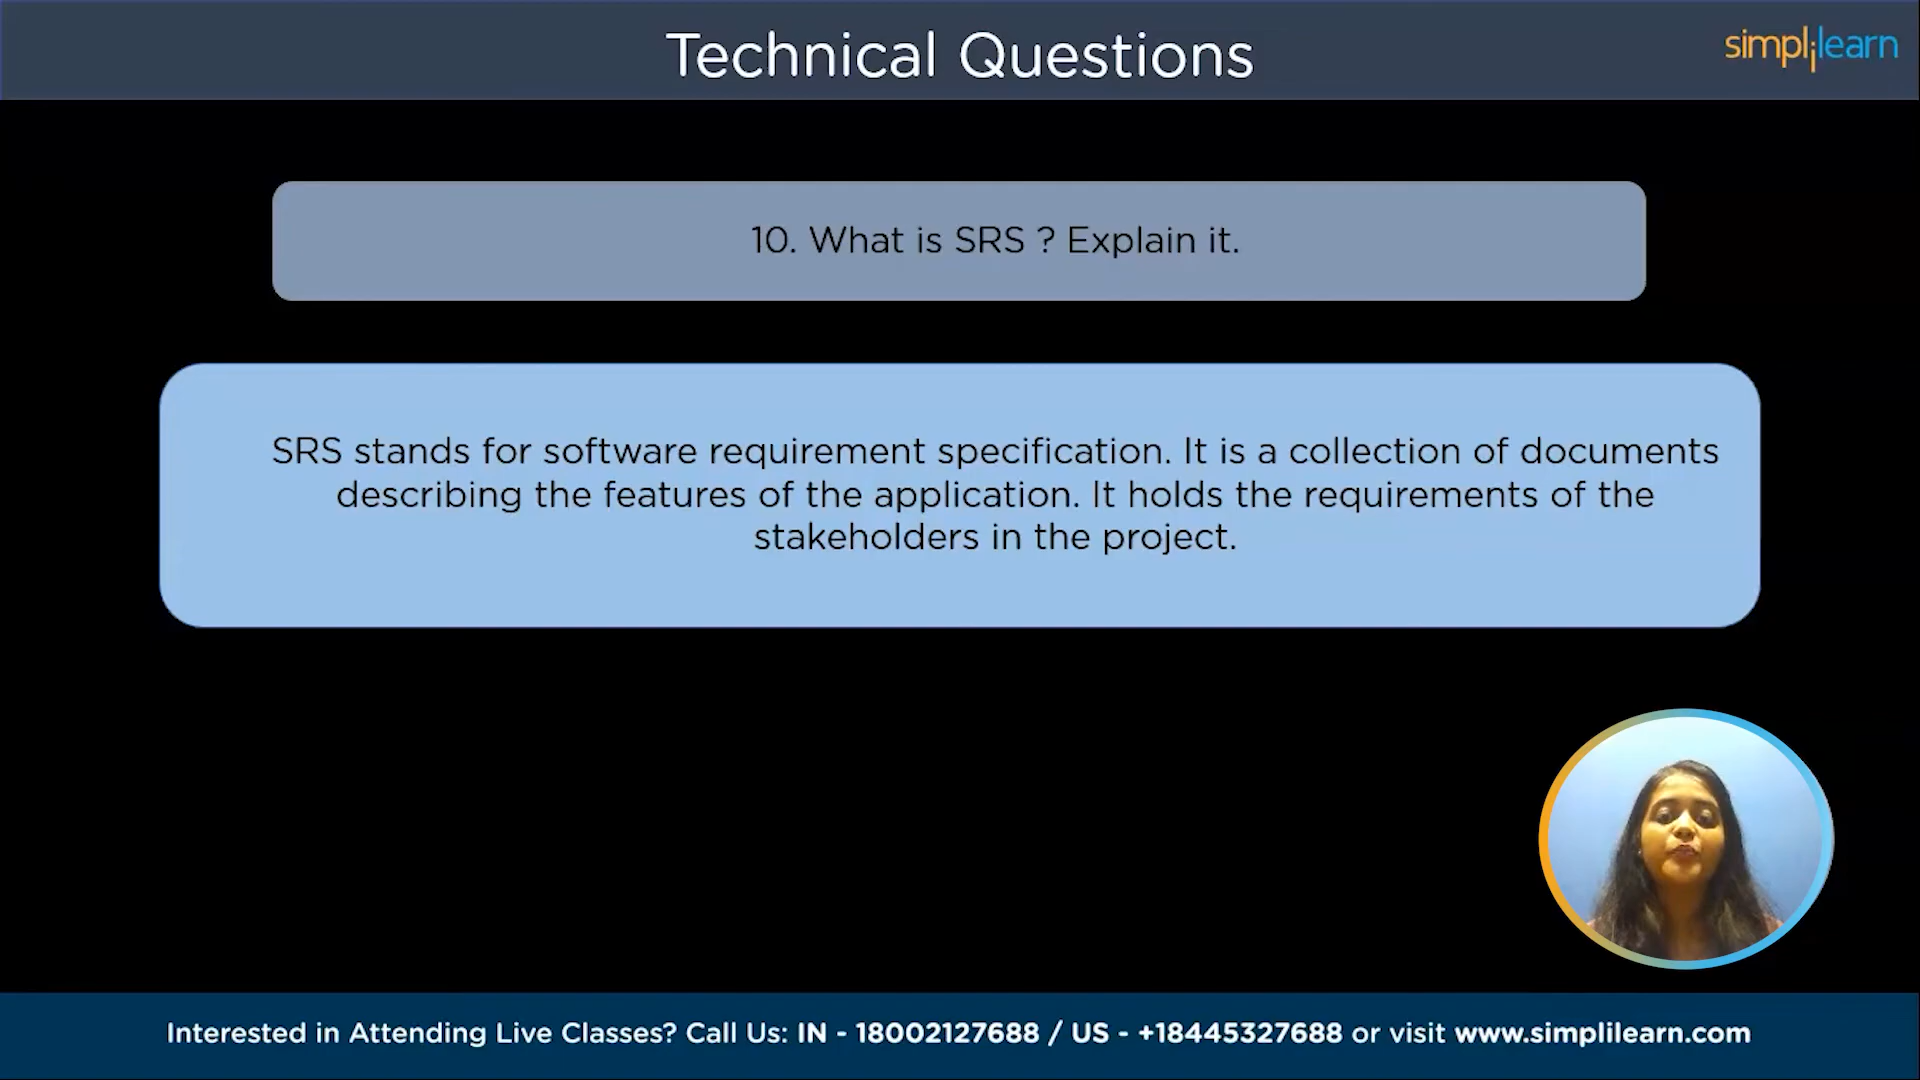 Technical Questions
simplilearn
10. What is SRS ? Explain it.
SRS stands for software requirement specification. It is a collection of documents
describing the features of the application. It holds the requirements of the
stakeholders in the project.
Interested in Attending Live Classes? Call Us: IN - 18002127688 / US - +18445327688 or visit www.simplilearn.com